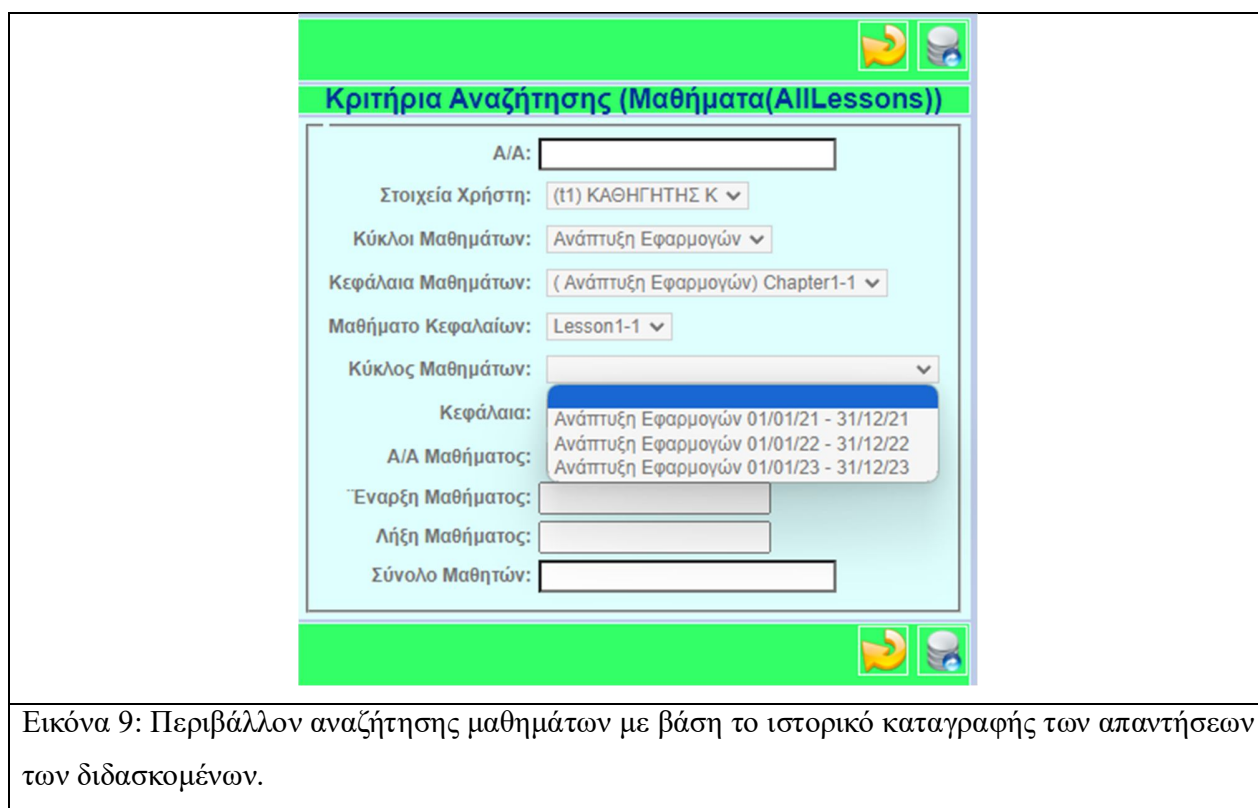 Κριτήρια Αναζήτησης (Μαθήματα(AllLessons))
Α/Α:
Στοιχεία Χρήστη: (t1) ΚΑΘΗΓΗΤΗΣ Κ
Κύκλοι Μαθημάτων: Ανάπτυξη Εφαρμογών
Κεφάλαια Μαθημάτων: ( Ανάπτυξη Εφαρμογών) Chapter1-1
Μαθήματο Κεφαλαίων: Lesson1-1
Κύκλος Μαθημάτων:
Κεφάλαια:
Ανάπτυξη Εφαρμογών 01/01/21 - 31/12/21
Ανάπτυξη Εφαρμογών 01/01/22 - 31/12/22
Α/Α Μαθήματος:
Ανάπτυξη Εφαρμογών 01/01/23 - 31/12/23
Έναρξη Μαθήματος:
Λήξη Μαθήματος:
Σύνολο Μαθητών:
Εικόνα 9: Περιβάλλον αναζήτησης μαθημάτων με βάση το ιστορικό καταγραφής των απαντήσεων
των διδασκομένων.